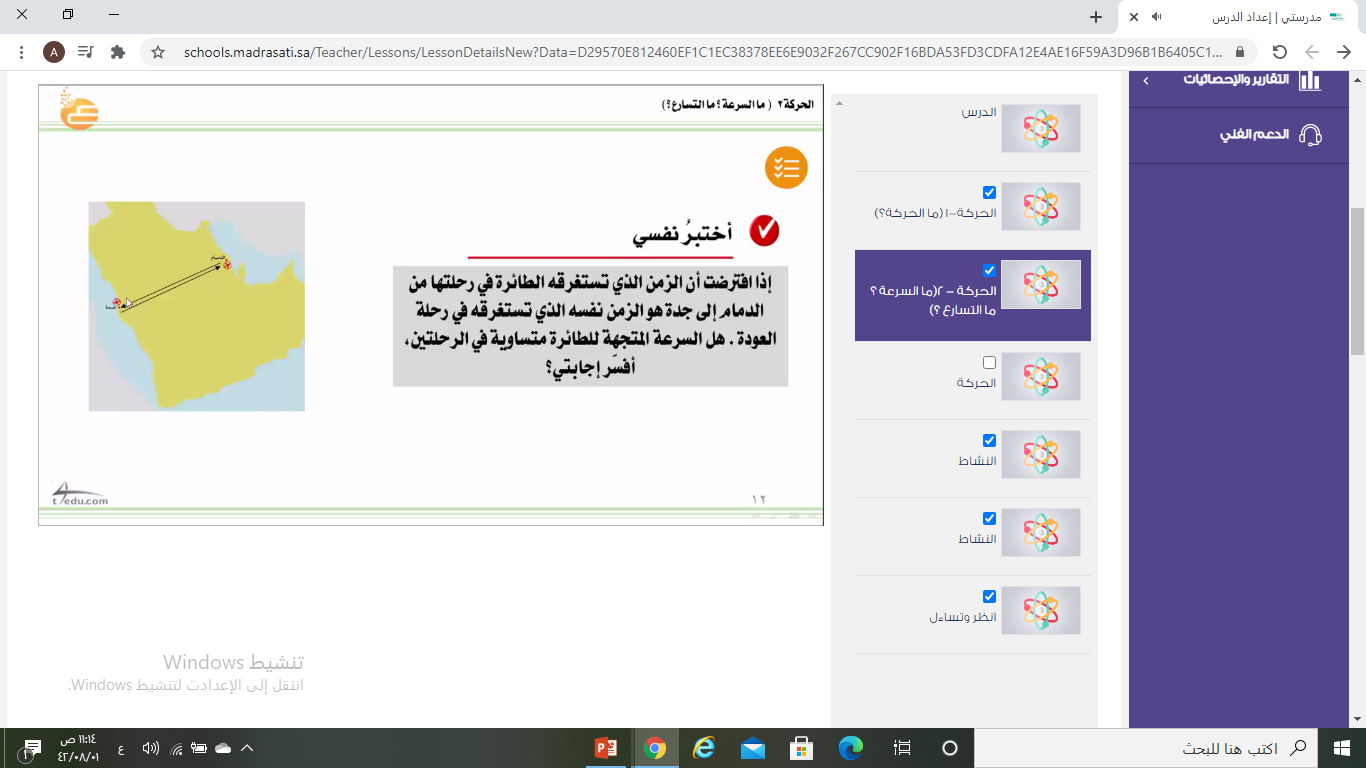 مدرستي | إعداد الدرس
schools.madrasati.sa/Teacher/Lessons/LessonDetailsNew?Data=D29570E812460EF1C1EC38378EE6E9032F267CC902F16BDA53FD3CDFA12E4AE16F59A3D96B1B6405C1...
A
التقارير والإحصائيات
الدعم الفني
الدرس
الحركة-١ (ما الحركة؟)
الحركة - ٢(ما السرعة ؟
ما التسارع ؟)
الحركة
النشاط
النشاط
انظر وتساءل
الحركة٢ ( ما السرعة؟ ما التسارع؟)
أختبرُ نفسي
إذا افترضت أن الزمن الذي تستغرقه الطائرة في رحلتها من
الدمام إلى جدة هو الزمن نفسه الذي تستغرقه في رحلة
العودة . هل السرعة المتجهة للطائرة متساوية في الرحلتين،
أفسّر إجابتي؟
الدمام
جدة
t4edu.com
١٢
تنشيط Windows
انتقل إلى الإعدادت لتنشيط Windows.
اكتب هنا للبحث
ع
١١:١٤ ص
٤٢/٠٨/٠١
١